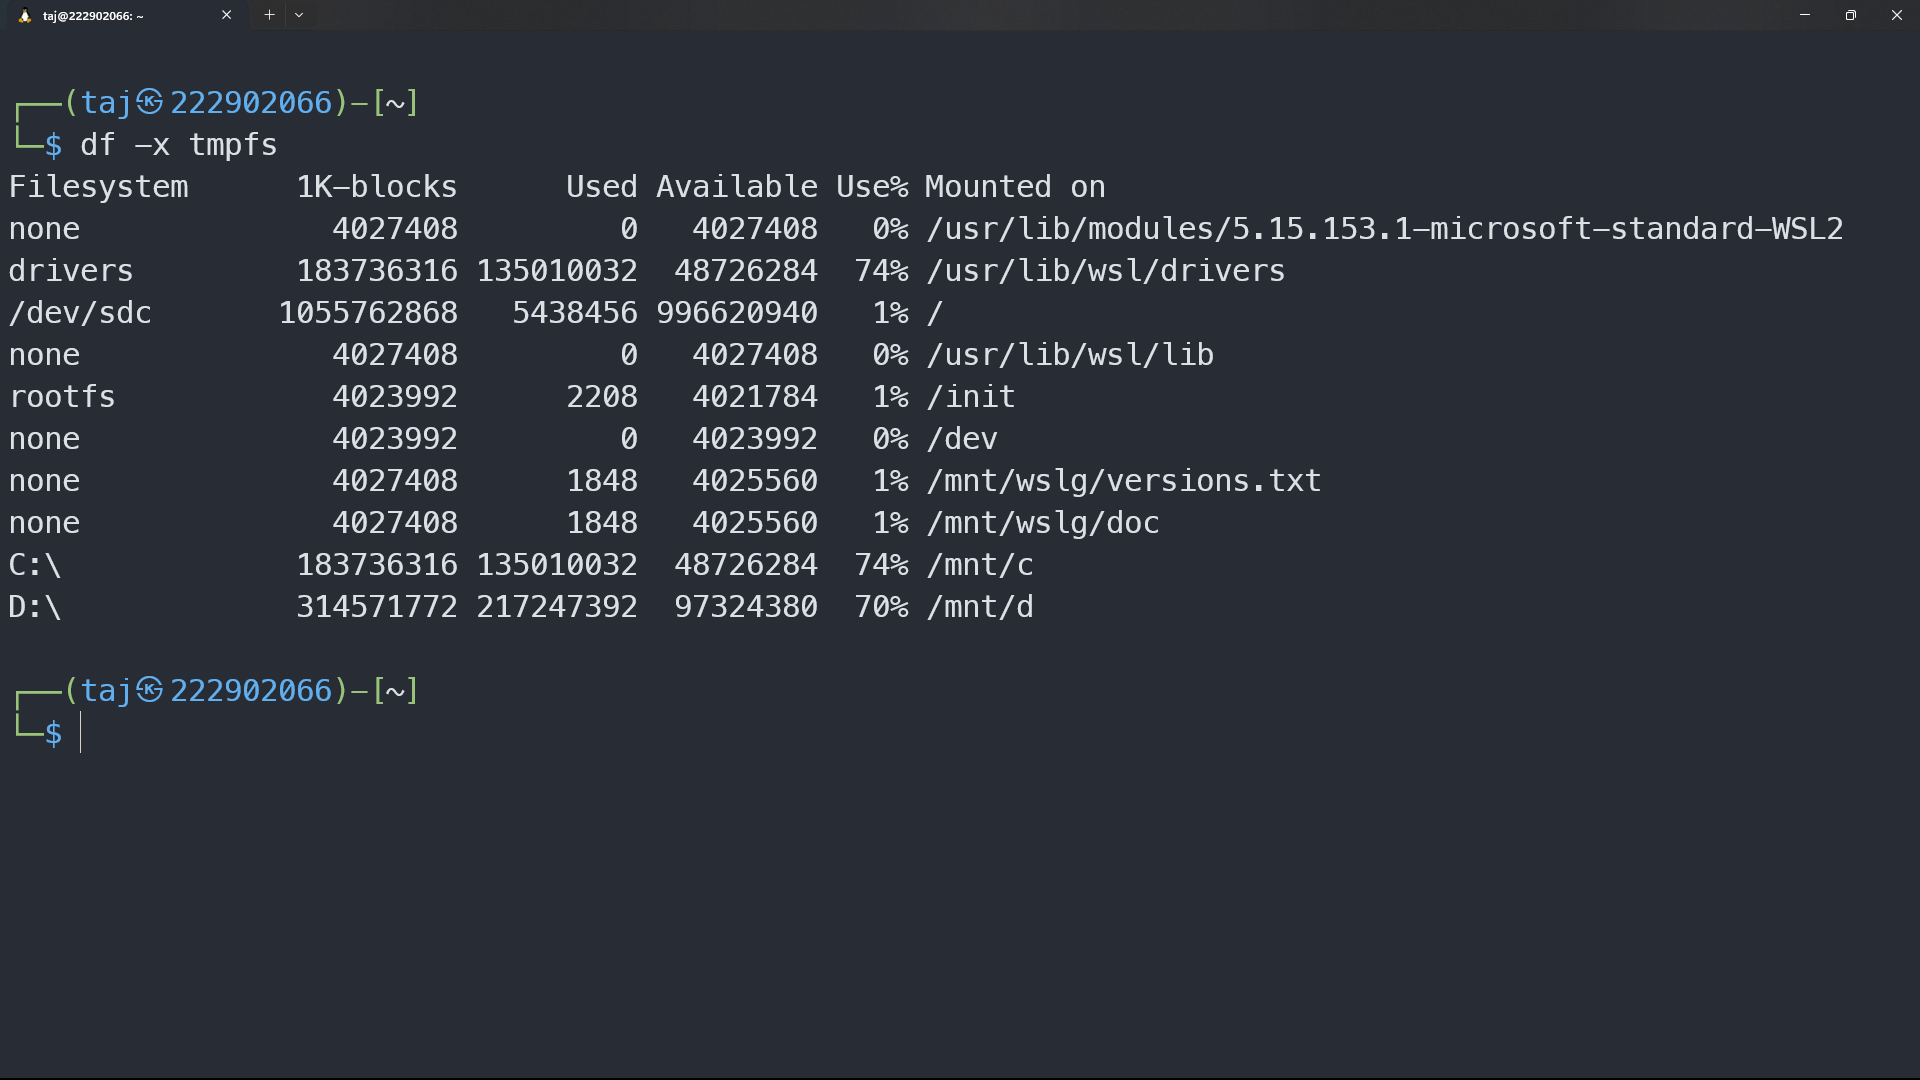 taj@222902066: ~
┌──(taj㉿222902066)-[~]
└─$ df -x tmpfs
Filesystem      1K-blocks      Used Available Use% Mounted on
none              4027408         0   4027408   0% /usr/lib/modules/5.15.153.1-microsoft-standard-WSL2
drivers         183736316 135010032  48726284  74% /usr/lib/wsl/drivers
/dev/sdc       1055762868   5438456 996620940   1% /
none              4027408         0   4027408   0% /usr/lib/wsl/lib
rootfs            4023992      2208   4021784   1% /init
none              4023992         0   4023992   0% /dev
none              4027408      1848   4025560   1% /mnt/wslg/versions.txt
none              4027408      1848   4025560   1% /mnt/wslg/doc
C:\             183736316 135010032  48726284  74% /mnt/c
D:\             314571772 217247392  97324380  70% /mnt/d
┌──(taj㉿222902066)-[~]
└─$